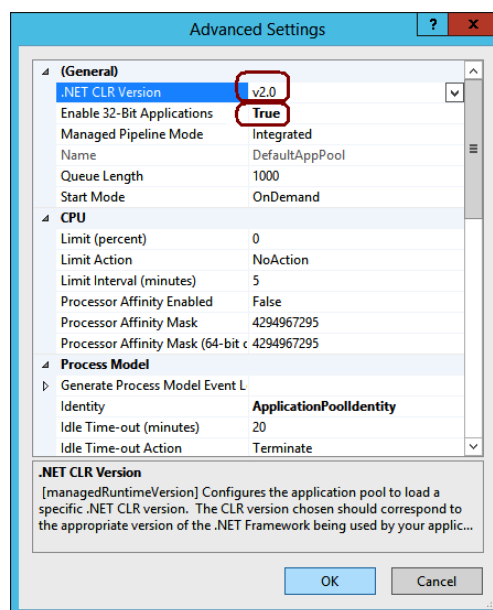 Advanced Settings
(General)
.NET CLR Version v2.0
Enable 32-Bit Applications True
Managed Pipeline Mode Integrated
Name DefaultAppPool
Queue Length 1000
Start Mode OnDemand
CPU
Limit (percent) 0
Limit Action NoAction
Limit Interval (minutes) 5
Processor Affinity Enabled False
Processor Affinity Mask 4294967295
Processor Affinity Mask (64-bit o 4294967295
Process Model
Generate Process Model Event L
Identity ApplicationPoolIdentity
Idle Time-out (minutes) 20
Idle Time-out Action Terminate
.NET CLR Version
[managedRuntimeVersion] Configures the application pool to load a
specific .NET CLR version. The CLR version chosen should correspond to
the appropriate version of the .NET Framework being used by your applic...
OK Cancel